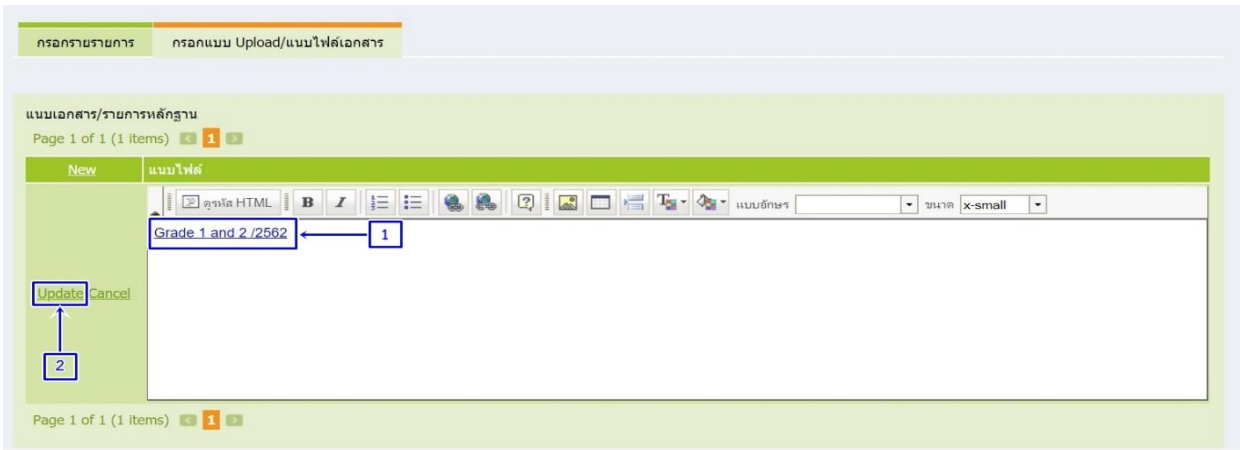 กรอกรายรายการ กรอกแบบ Upload/แนบไฟล์เอกสาร
แนบเอกสาร/รายการหลักฐาน
Page 1 of 1 (1 items) 1
New แนบไฟล์
ดูรหัส HTML B I แบบอักษร ขนาด x-small
Grade 1 and 2 /2562 1
Update Cancel
2
Page 1 of 1 (1 items) 1